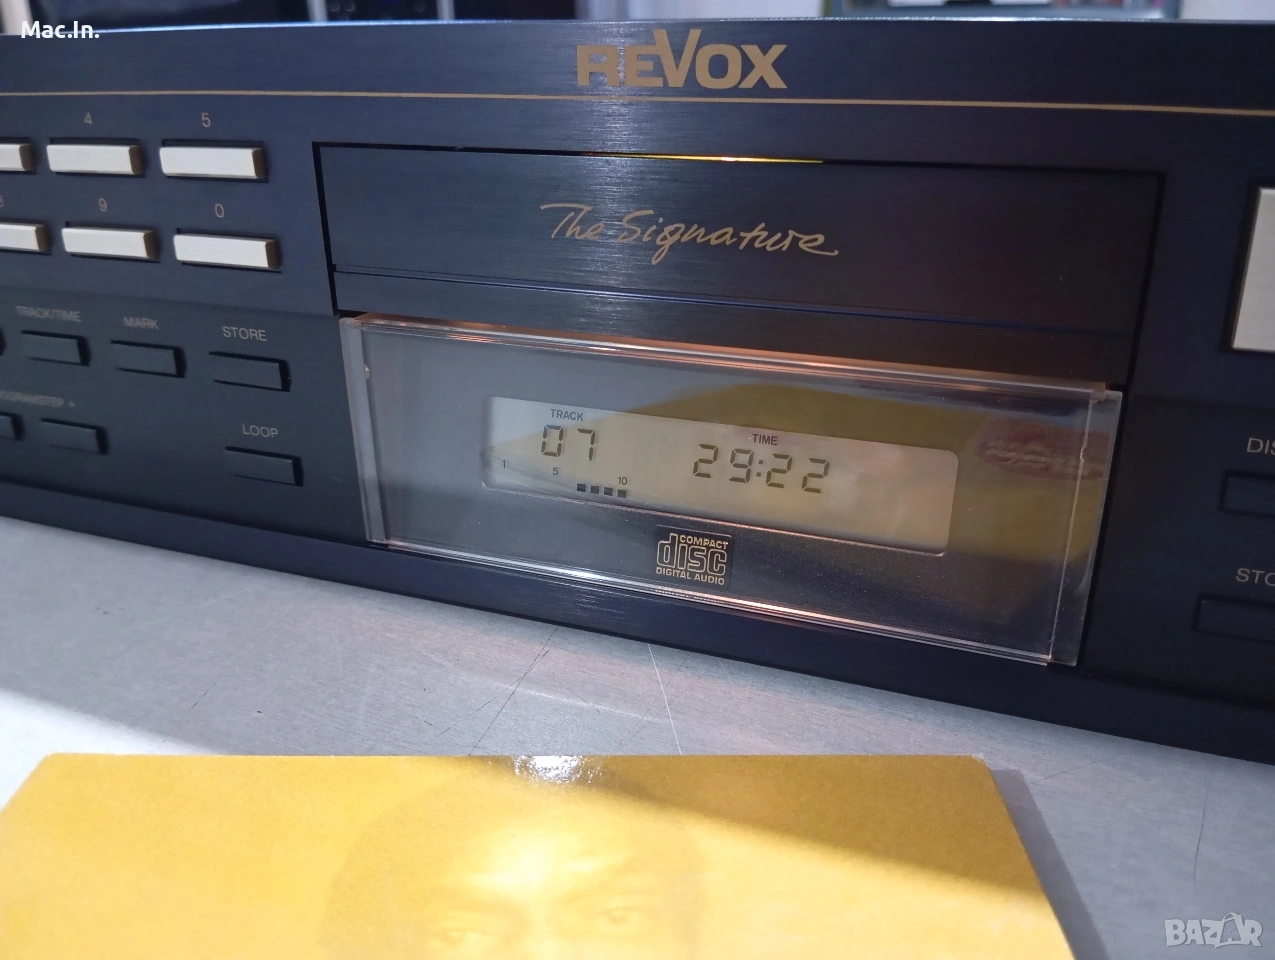 Mac.In.
REVOX
4 5
9 0
The Signature
TRACK/TIME MARK STORE
LOOP
TRACK
07
1 5 10
TIME
29:22
COMPACT
disc
DIGITAL AUDIO
BAZAR